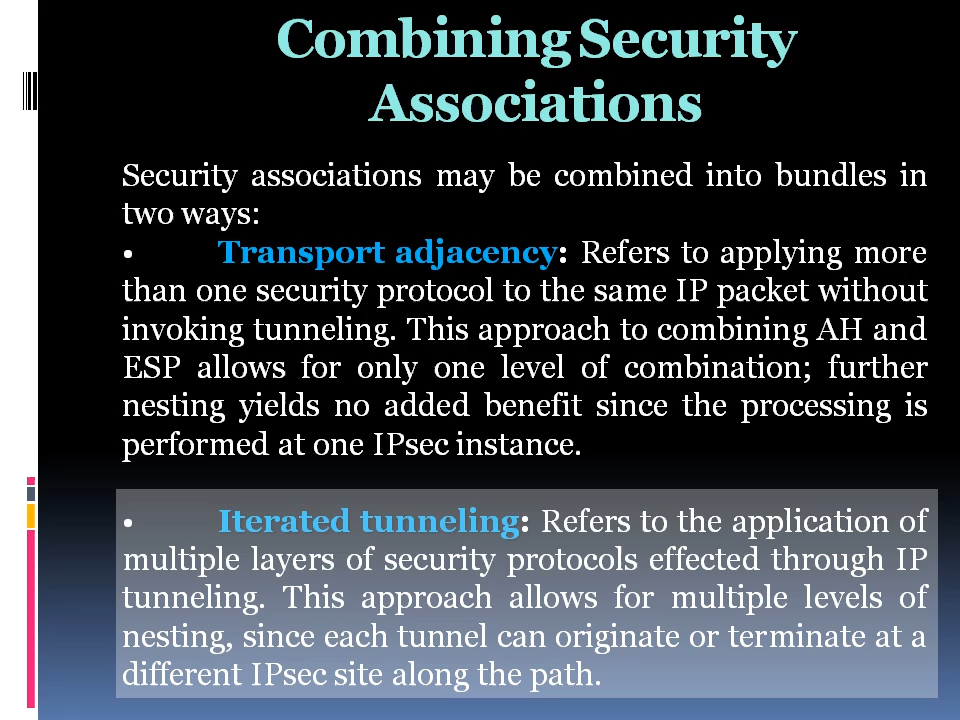 Combining Security
Associations
Security associations may be combined into bundles in
two ways:
• Transport adjacency: Refers to applying more
than one security protocol to the same IP packet without
invoking tunneling. This approach to combining AH and
ESP allows for only one level of combination; further
nesting yields no added benefit since the processing is
performed at one IPsec instance.
• Iterated tunneling: Refers to the application of
multiple layers of security protocols effected through IP
tunneling. This approach allows for multiple levels of
nesting, since each tunnel can originate or terminate at a
different IPsec site along the path.